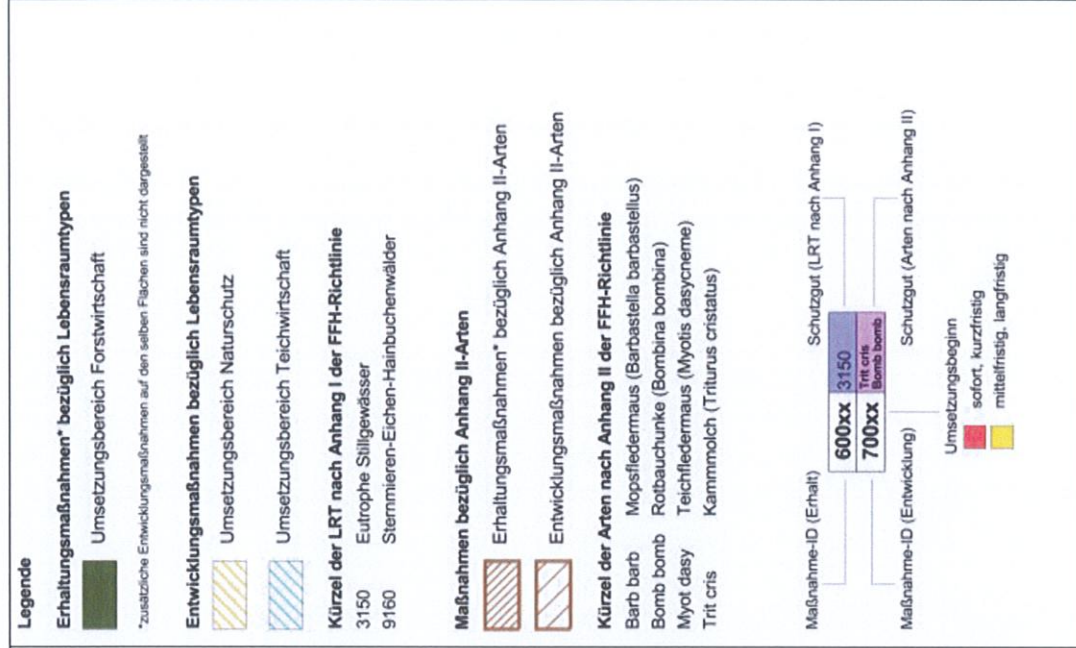 Legende
Erhaltungsmaßnahmen* bezüglich Lebensraumtypen
Umsetzungsbereich Forstwirtschaft
*zusätzliche Entwicklungsmaßnahmen auf den selben Flächen sind nicht dargestellt
Entwicklungsmaßnahmen bezüglich Lebensraumtypen
Umsetzungsbereich Naturschutz
Umsetzungsbereich Teichwirtschaft
Kürzel der LRT nach Anhang I der FFH-Richtlinie
3150 Eutrophe Stillgewässer
9160 Sternmieren-Eichen-Hainbuchenwälder
Maßnahmen bezüglich Anhang II-Arten
Erhaltungsmaßnahmen* bezüglich Anhang II-Arten
Entwicklungsmaßnahmen bezüglich Anhang II-Arten
Kürzel der Arten nach Anhang II der FFH-Richtlinie
Barb barb Mopsfledermaus (Barbastella barbastellus)
Bomb bomb Rotbauchunke (Bombina bombina)
Myot dasy Teichfledermaus (Myotis dasycneme)
Trit cris Kammmolch (Triturus cristatus)
Maßnahme-ID (Erhalt) Schutzgut (LRT nach Anhang I)
600xx 3150
700xx Trit cris
Bomb bomb
Maßnahme-ID (Entwicklung) Schutzgut (Arten nach Anhang II)
Umsetzungsbeginn
sofort, kurzfristig
mittelfristig, langfristig